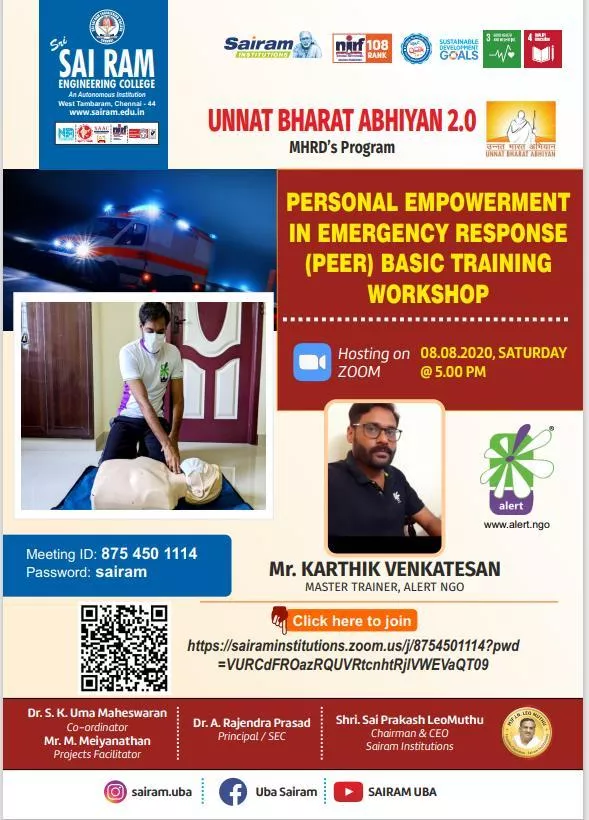 Sri
SAI RAM
ENGINEERING COLLEGE
An Autonomous Institution
West Tambaram, Chennai - 44
www.sairam.edu.in
NAAC
nirf
Sairam
INSTITUTIONS
nirf 108
RANK
SUSTAINABLE
DEVELOPMENT
GOALS
3
4
UNNAT BHARAT ABHIYAN 2.0
MHRD's Program
उन्नत भारत अभियान
UNNAT BHARAT ABHIYAN
PERSONAL EMPOWERMENT
IN EMERGENCY RESPONSE
(PEER) BASIC TRAINING
WORKSHOP
Hosting on
ZOOM
08.08.2020, SATURDAY
@ 5.00 PM
alert
®
www.alert.ngo
Meeting ID: 875 450 1114
Password: sairam
Mr. KARTHIK VENKATESAN
MASTER TRAINER, ALERT NGO
Click here to join
https://sairaminstitutions.zoom.us/j/8754501114?pwd
=VURCdFROazRQUVRtcnhtRjlVWEVaQT09
Dr. S. K. Uma Maheswaran
Co-ordinator
Mr. M. Meiyanathan
Projects Facilitator
Dr. A. Rajendra Prasad
Principal / SEC
Shri. Sai Prakash LeoMuthu
Chairman & CEO
Sairam Institutions
sairam.uba
Uba Sairam
SAIRAM UBA